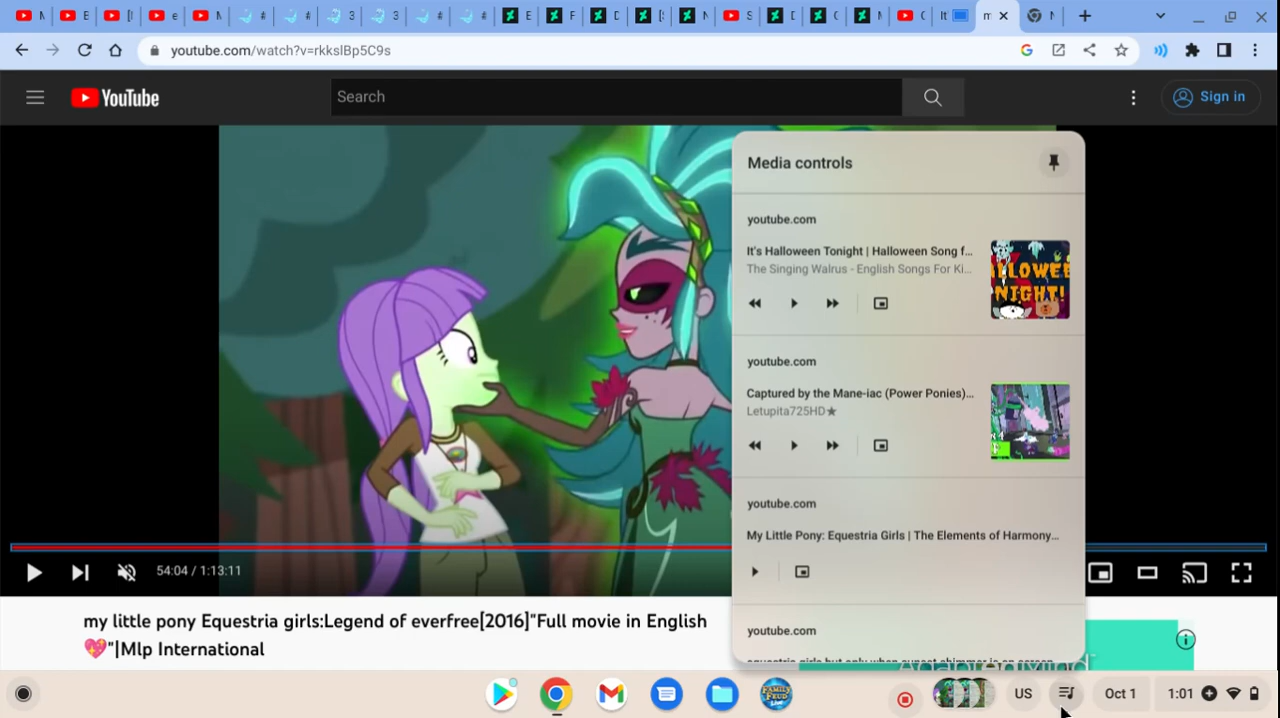 youtube.com/watch?v=rkkslBp5C9s
YouTube
Search
Sign in
Media controls
youtube.com
It's Halloween Tonight | Halloween Song f...
The Singing Walrus - English Songs For Ki...
youtube.com
Captured by the Mane-iac (Power Ponies)...
Letupita725HD★
youtube.com
My Little Pony: Equestria Girls | The Elements of Harmony...
youtube.com
54:04 / 1:13:11
my little pony Equestria girls:Legend of everfree[2016]"Full movie in English
💖"|Mlp International
US
Oct 1
1:01